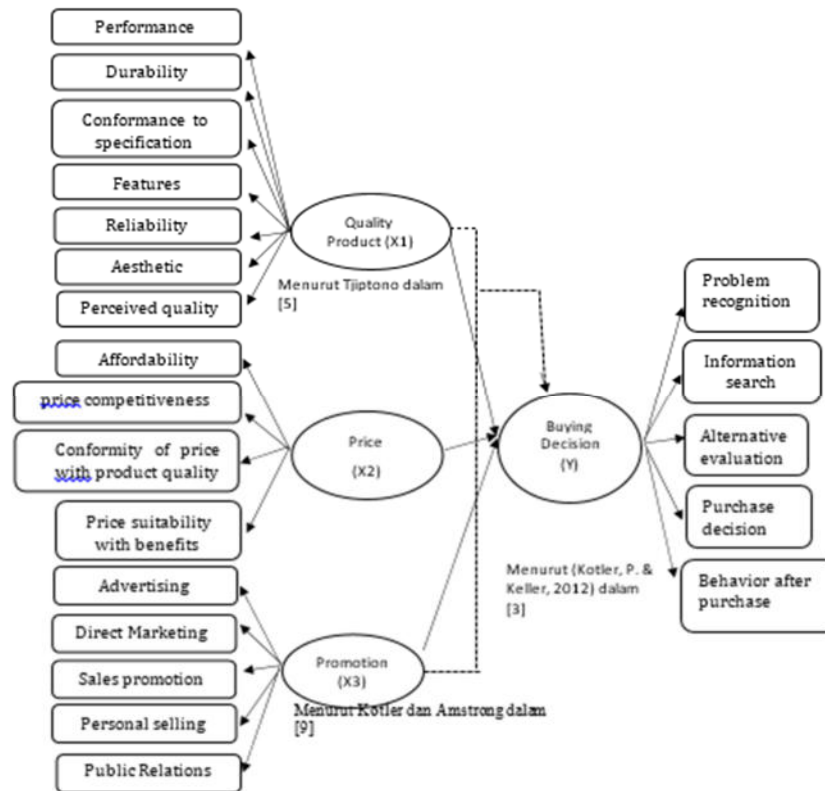 Performance
Durability
Conformance to
specification
Features
Reliability
Aesthetic
Perceived quality
Affordability
price competitiveness
Conformity of price
with product quality
Price suitability
with benefits
Advertising
Direct Marketing
Sales promotion
Personal selling
Public Relations
Quality
Product (X1)
Menurut Tjiptono dalam
[5]
Price
(X2)
Promotion
(X3)
Menurut Kotler dan Amstrong dalam
[9]
Buying
Decision
(Y)
Menurut (Kotler, P. &
Keller, 2012) dalam
[3]
Problem
recognition
Information
search
Alternative
evaluation
Purchase
decision
Behavior after
purchase